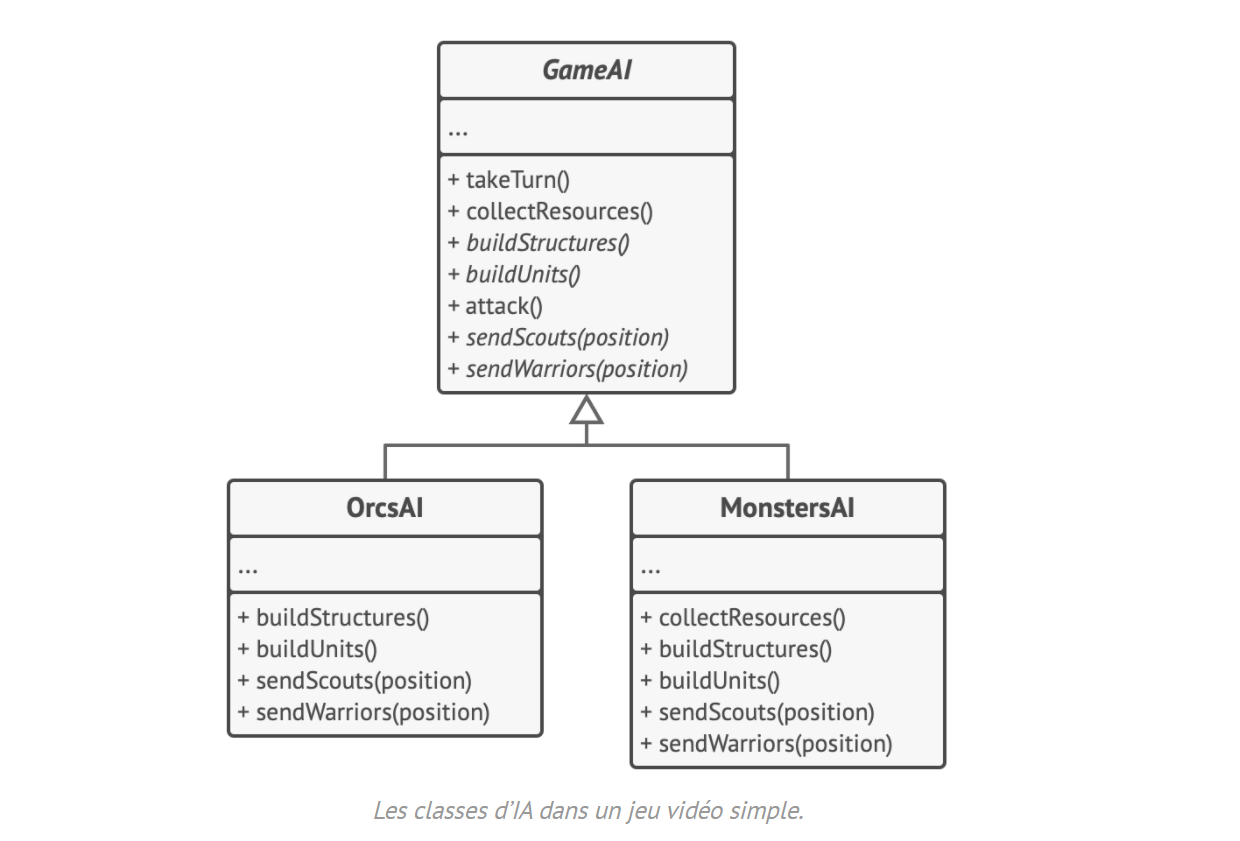 GameAI
...
+ takeTurn()
+ collectResources()
+ buildStructures()
+ buildUnits()
+ attack()
+ sendScouts(position)
+ sendWarriors(position)
OrcsAI
...
+ buildStructures()
+ buildUnits()
+ sendScouts(position)
+ sendWarriors(position)
MonstersAI
...
+ collectResources()
+ buildStructures()
+ buildUnits()
+ sendScouts(position)
+ sendWarriors(position)
Les classes d’IA dans un jeu vidéo simple.